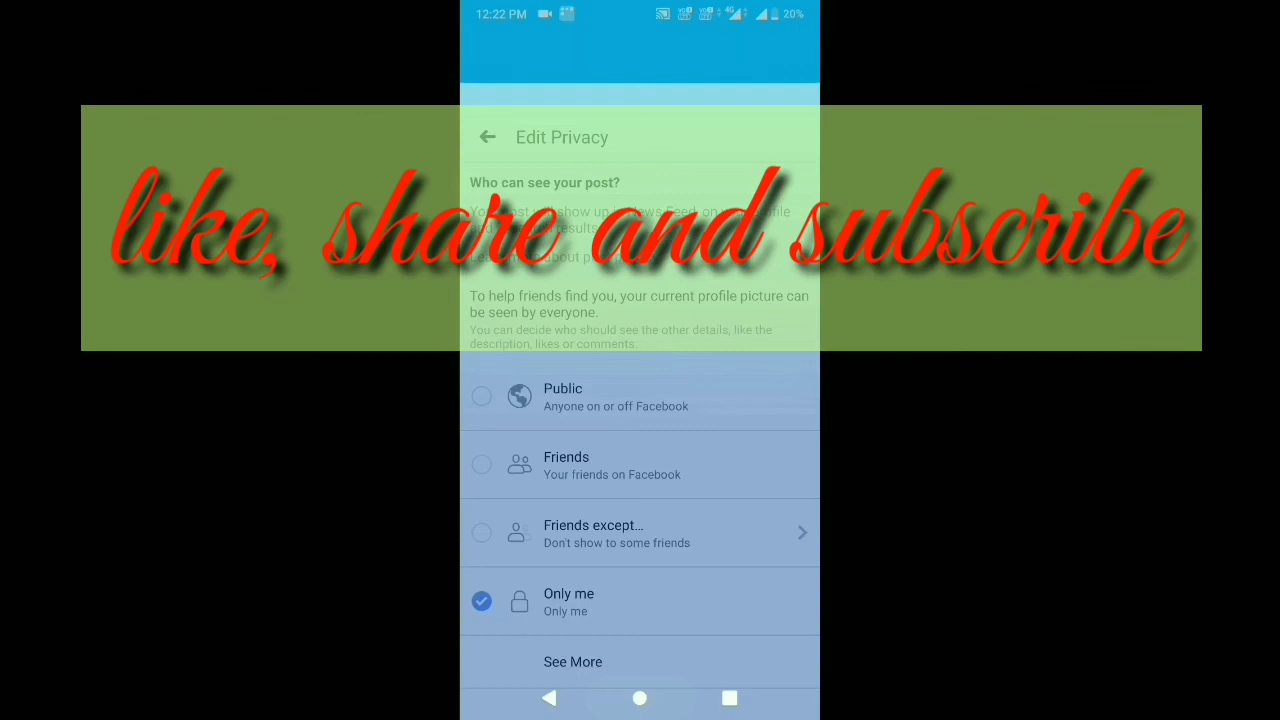 12:22 PM
4G
20%
Edit Privacy
Who can see your post?
like, share and subscribe
To help friends find you, your current profile picture can
be seen by everyone.
You can decide who should see the other details, like the
description, likes or comments.
Public
Anyone on or off Facebook
Friends
Your friends on Facebook
Friends except...
Don't show to some friends
Only me
Only me
See More